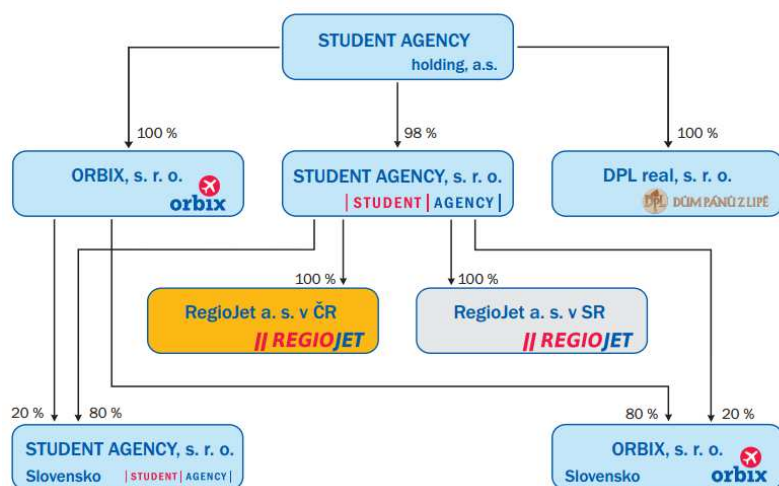 STUDENT AGENCY
holding, a.s.
100 %
98 %
100 %
ORBIX, s. r. o.
orbix
STUDENT AGENCY, s. r. o.
|STUDENT|AGENCY|
DPL real, s. r. o.
DPL DŮM PÁNŮ Z LIPÉ
100 %
100 %
RegioJet a. s. v ČR
REGIOJET
RegioJet a. s. v SR
REGIOJET
20 %
80 %
80 %
20 %
STUDENT AGENCY, s. r. o.
Slovensko |STUDENT|AGENCY|
ORBIX, s. r. o.
Slovensko orbix